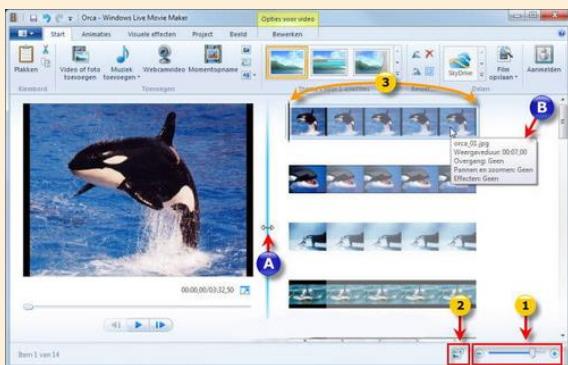 Orca - Windows Live Movie Maker
Opties voor video
Start Animaties Visuele effecten Project Beeld Bewerken
Plakken
Video of foto toevoegen
Muziek toevoegen
Webcamvideo
Momentopname
SkyDrive
Film opslaan
Aanmelden
Klembord
Toevoegen
Delen
3
B
orca_01.jpg
Weergaveduur: 00:07,00
Overgang: Geen
Pannen en zoomen: Geen
Effecten: Geen
A
00:00,00/03:32,50
2
1
Item 1 van 14